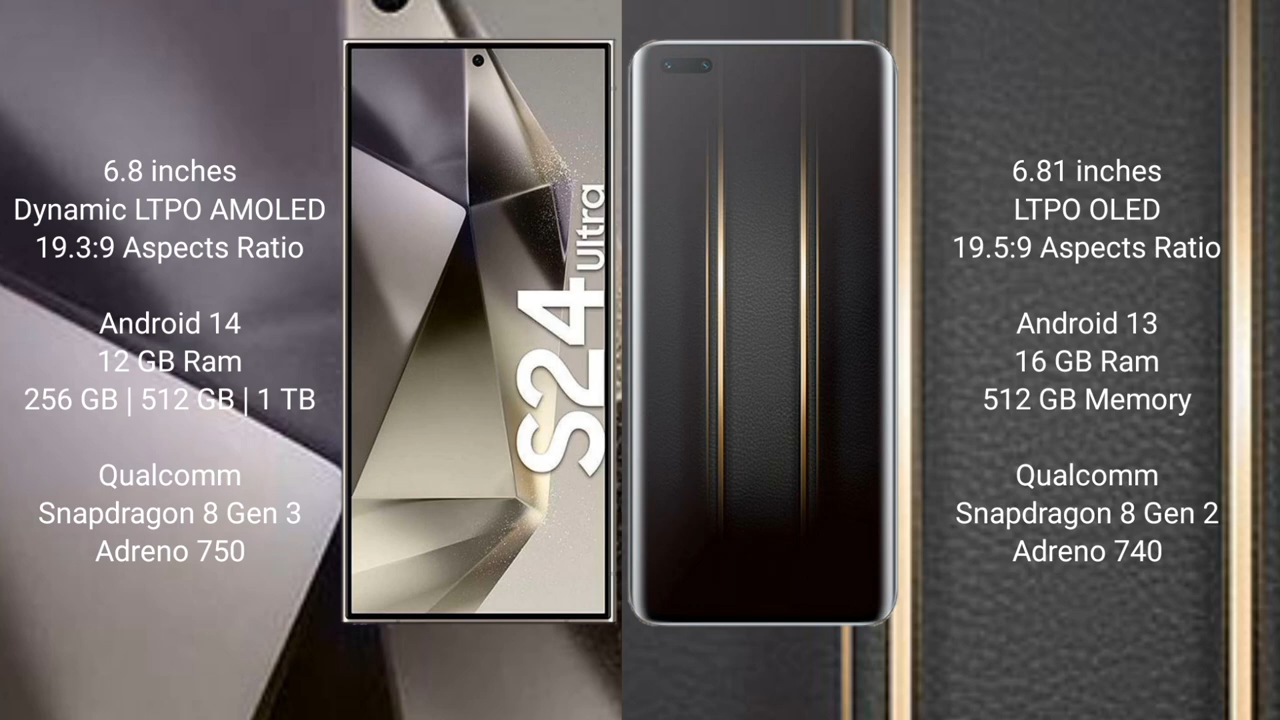 6.8 inches
Dynamic LTPO AMOLED
19.3:9 Aspects Ratio
Android 14
12 GB Ram
256 GB | 512 GB | 1 TB
Qualcomm
Snapdragon 8 Gen 3
Adreno 750
S24 ultra
6.81 inches
LTPO OLED
19.5:9 Aspects Ratio
Android 13
16 GB Ram
512 GB Memory
Qualcomm
Snapdragon 8 Gen 2
Adreno 740